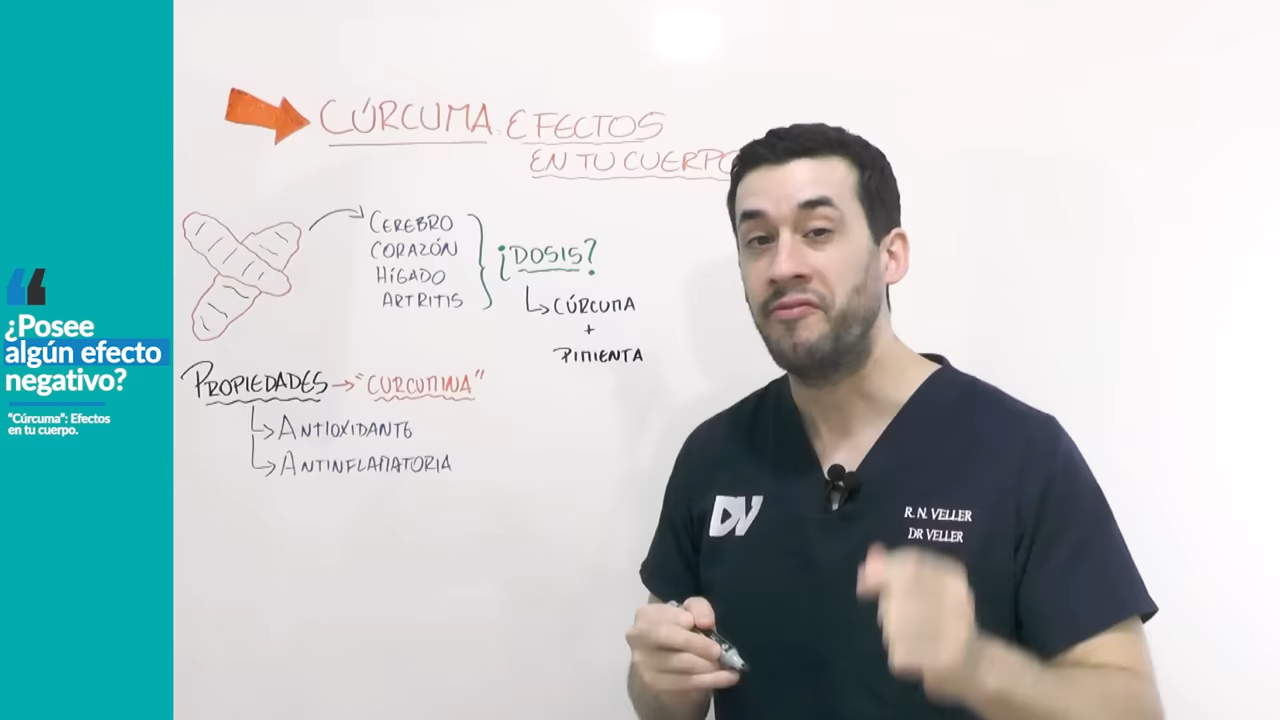 CÚRCUMA: EFECTOS
EN TU CUERPO
CEREBRO
CORAZÓN
HÍGADO
ARTRITIS
¿DOSIS?
CÚRCUMA
+
PIMIENTA
PROPIEDADES → "CURCUMINA"
ANTIOXIDANTE
ANTINFLAMATORIA
¿Posee
algún efecto
negativo?
“Cúrcuma”: Efectos
en tu cuerpo.
DV
R. N. VELLER
DR VELLER